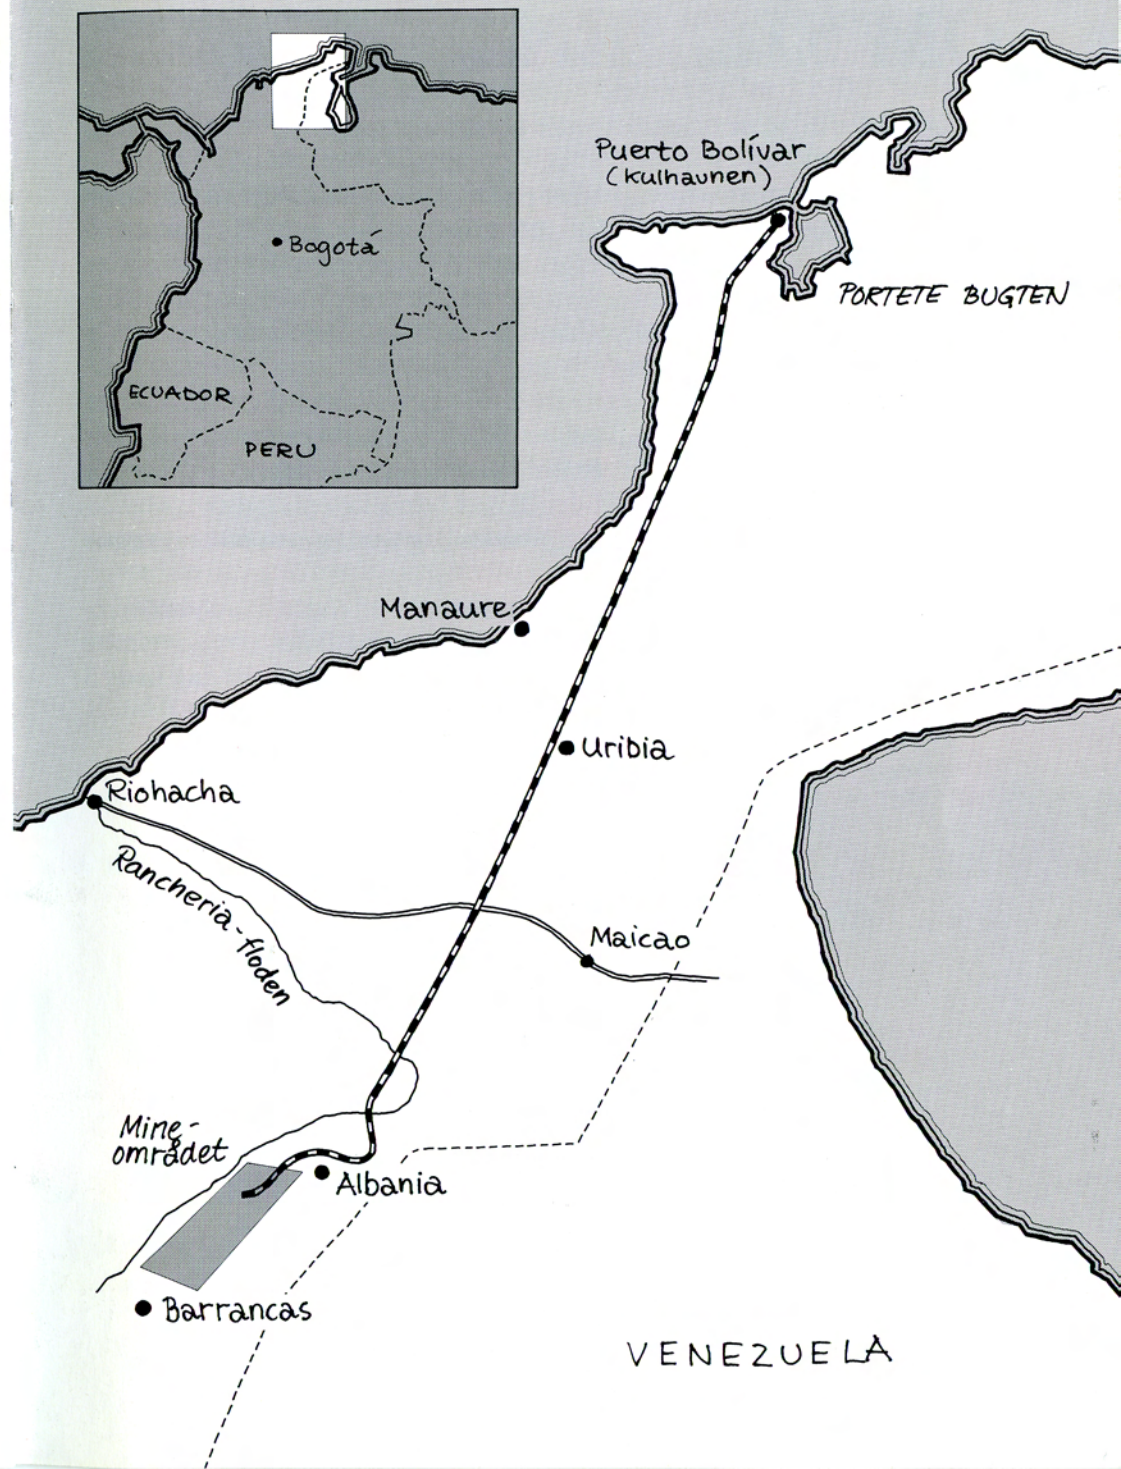 Bogotá
ECUADOR
PERU
Puerto Bolívar
(kulhavnen)
PORTETE BUGTEN
Manaure
Uribia
Riohacha
Rancheria-floden
Maicao
Mine-
området
Albania
Barrancas
VENEZUELA